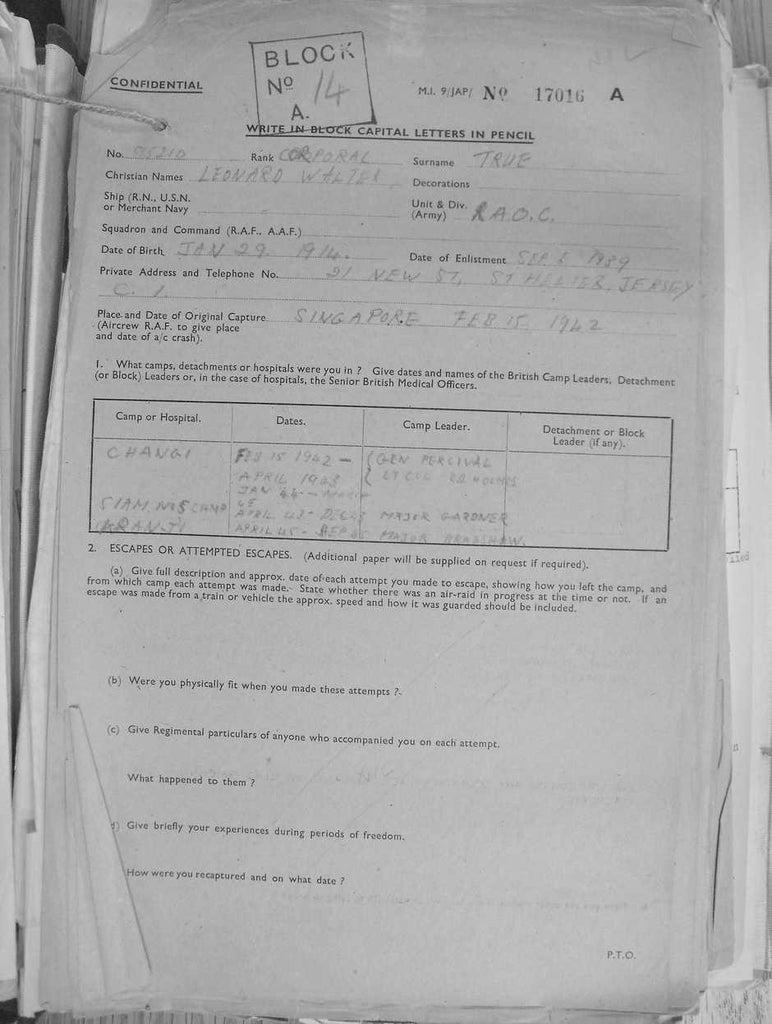 BLOCK
Nº 14
A.
CONFIDENTIAL
M.I. 9/JAP/ Nº 17016 A
WRITE IN BLOCK CAPITAL LETTERS IN PENCIL
No. Rank CORPORAL Surname TRUE
Christian Names LEONARD WALTER Decorations
Ship (R.N., U.S.N. or Merchant Navy
Unit & Div. (Army) R.A.O.C.
Squadron and Command (R.A.F., A.A.F.)
Date of Birth JAN 29 1914. Date of Enlistment SEP 1939
Private Address and Telephone No. 21 NEW ST, ST HELIER, JERSEY
C. I.
Place and Date of Original Capture SINGAPORE FEB 15, 1942
(Aircrew R.A.F. to give place
and date of a/c crash).
1. What camps, detachments or hospitals were you in ? Give dates and names of the British Camp Leaders, Detachment
(or Block) Leaders or, in the case of hospitals, the Senior British Medical Officers.
Camp or Hospital. Dates. Camp Leader. Detachment or Block Leader (if any).
CHANGI FEB 15 1942 — (GEN PERCIVAL
APRIL 1943 ( LT COL HOLMES
JAN 44 —
SIAM NO 5 CAMP APRIL 43 - DEC MAJOR GARDNER
KRANJI APRIL 45 - MAJOR BRADSHAW.
2. ESCAPES OR ATTEMPTED ESCAPES. (Additional paper will be supplied on request if required).
(a) Give full description and approx. date of each attempt you made to escape, showing how you left the camp, and
from which camp each attempt was made. State whether there was an air-raid in progress at the time or not. If an
escape was made from a train or vehicle the approx. speed and how it was guarded should be included.
(b) Were you physically fit when you made these attempts ?
(c) Give Regimental particulars of anyone who accompanied you on each attempt.
What happened to them ?
d) Give briefly your experiences during periods of freedom.
How were you recaptured and on what date ?
P.T.O.